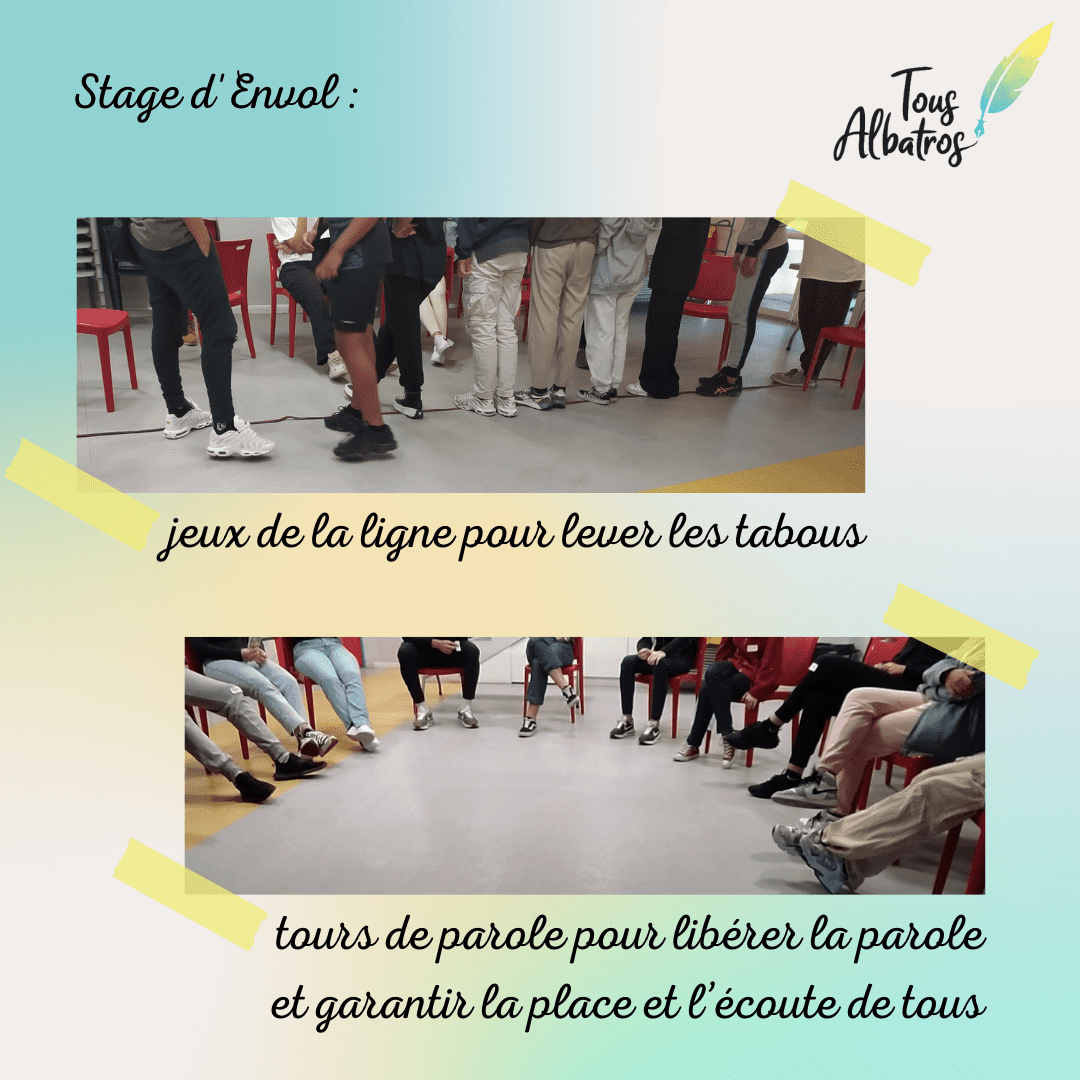 Stage d'Envol :
Tous
Albatros
jeux de la ligne pour lever les tabous
tours de parole pour libérer la parole
et garantir la place et l'écoute de tous